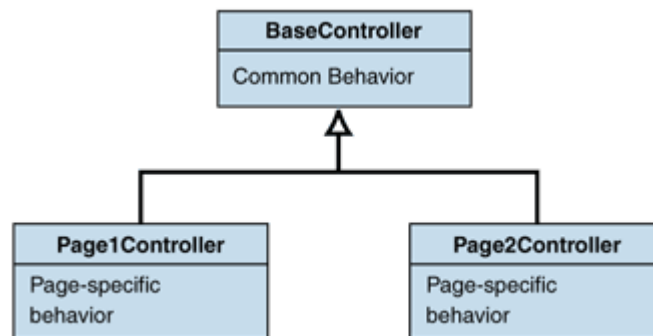 BaseController
Common Behavior
Page1Controller
Page-specific
behavior
Page2Controller
Page-specific
behavior